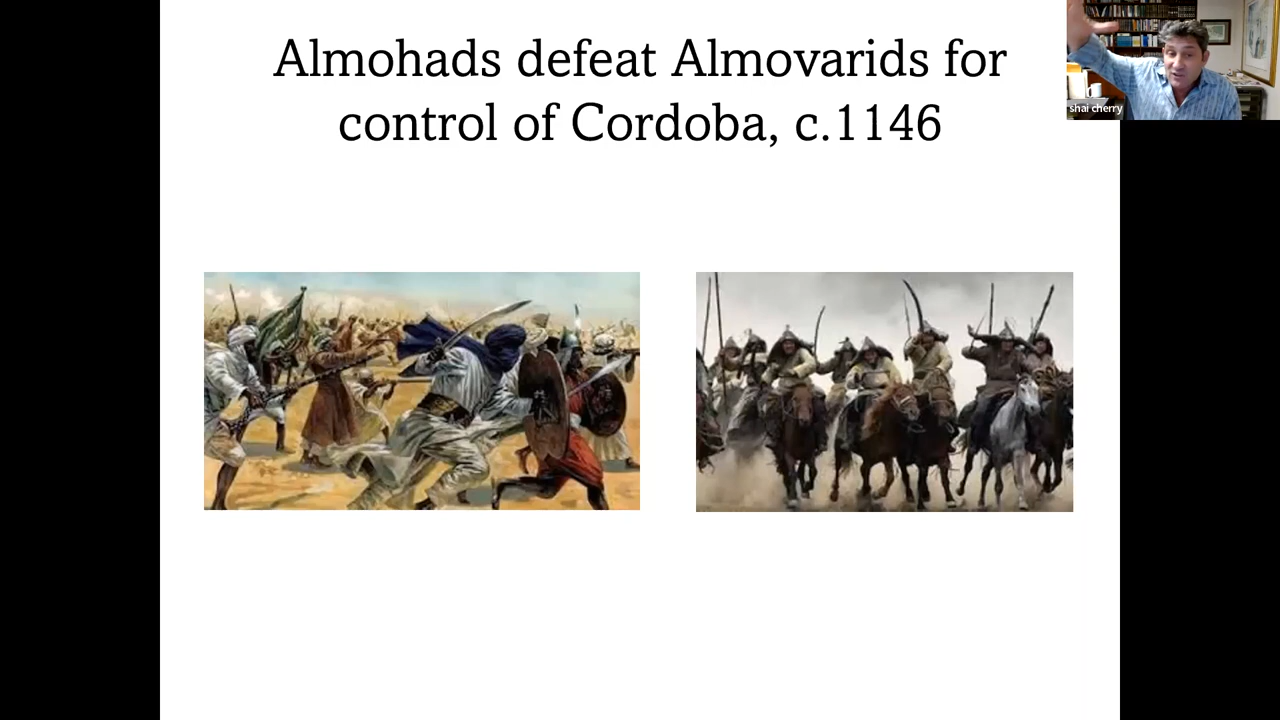 Almohads defeat Almovarids for
control of Cordoba, c.1146
shai cherry